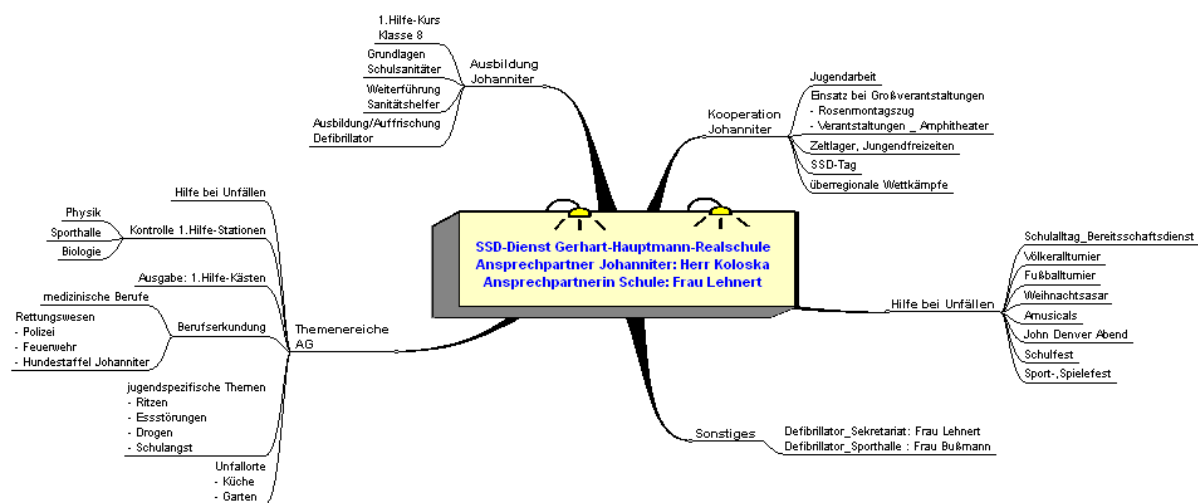 SSD-Dienst Gerhart-Hauptmann-Realschule
Ansprechpartner Johanniter: Herr Koloska
Ansprechpartnerin Schule: Frau Lehnert
Ausbildung
Johanniter
1.Hilfe-Kurs
Klasse 8
Grundlagen
Schulsanitäter
Weiterführung
Sanitätshelfer
Ausbildung/Auffrischung
Defibrillator
Kooperation
Johanniter
Jugendarbeit
Einsatz bei Großverantstaltungen
- Rosenmontagszug
- Verantstaltungen _ Amphitheater
Zeltlager, Jungendfreizeiten
SSD-Tag
überregionale Wettkämpfe
Hilfe bei Unfällen
Schulalltag_Bereitsschaftsdienst
Völkerallturnier
Fußballturnier
Weihnachtsasar
Amusicals
John Denver Abend
Schulfest
Sport-,Spielefest
Sonstiges
Defibrillator_Sekretariat: Frau Lehnert
Defibrillator_Sporthalle : Frau Bußmann
Themenereiche
AG
Hilfe bei Unfällen
Kontrolle 1.Hilfe-Stationen
Physik
Sporthalle
Biologie
Ausgabe: 1.Hilfe-Kästen
Berufserkundung
medizinische Berufe
Rettungswesen
- Polizei
- Feuerwehr
- Hundestaffel Johanniter
jugendspezifische Themen
- Ritzen
- Essstörungen
- Drogen
- Schulangst
Unfallorte
- Küche
- Garten